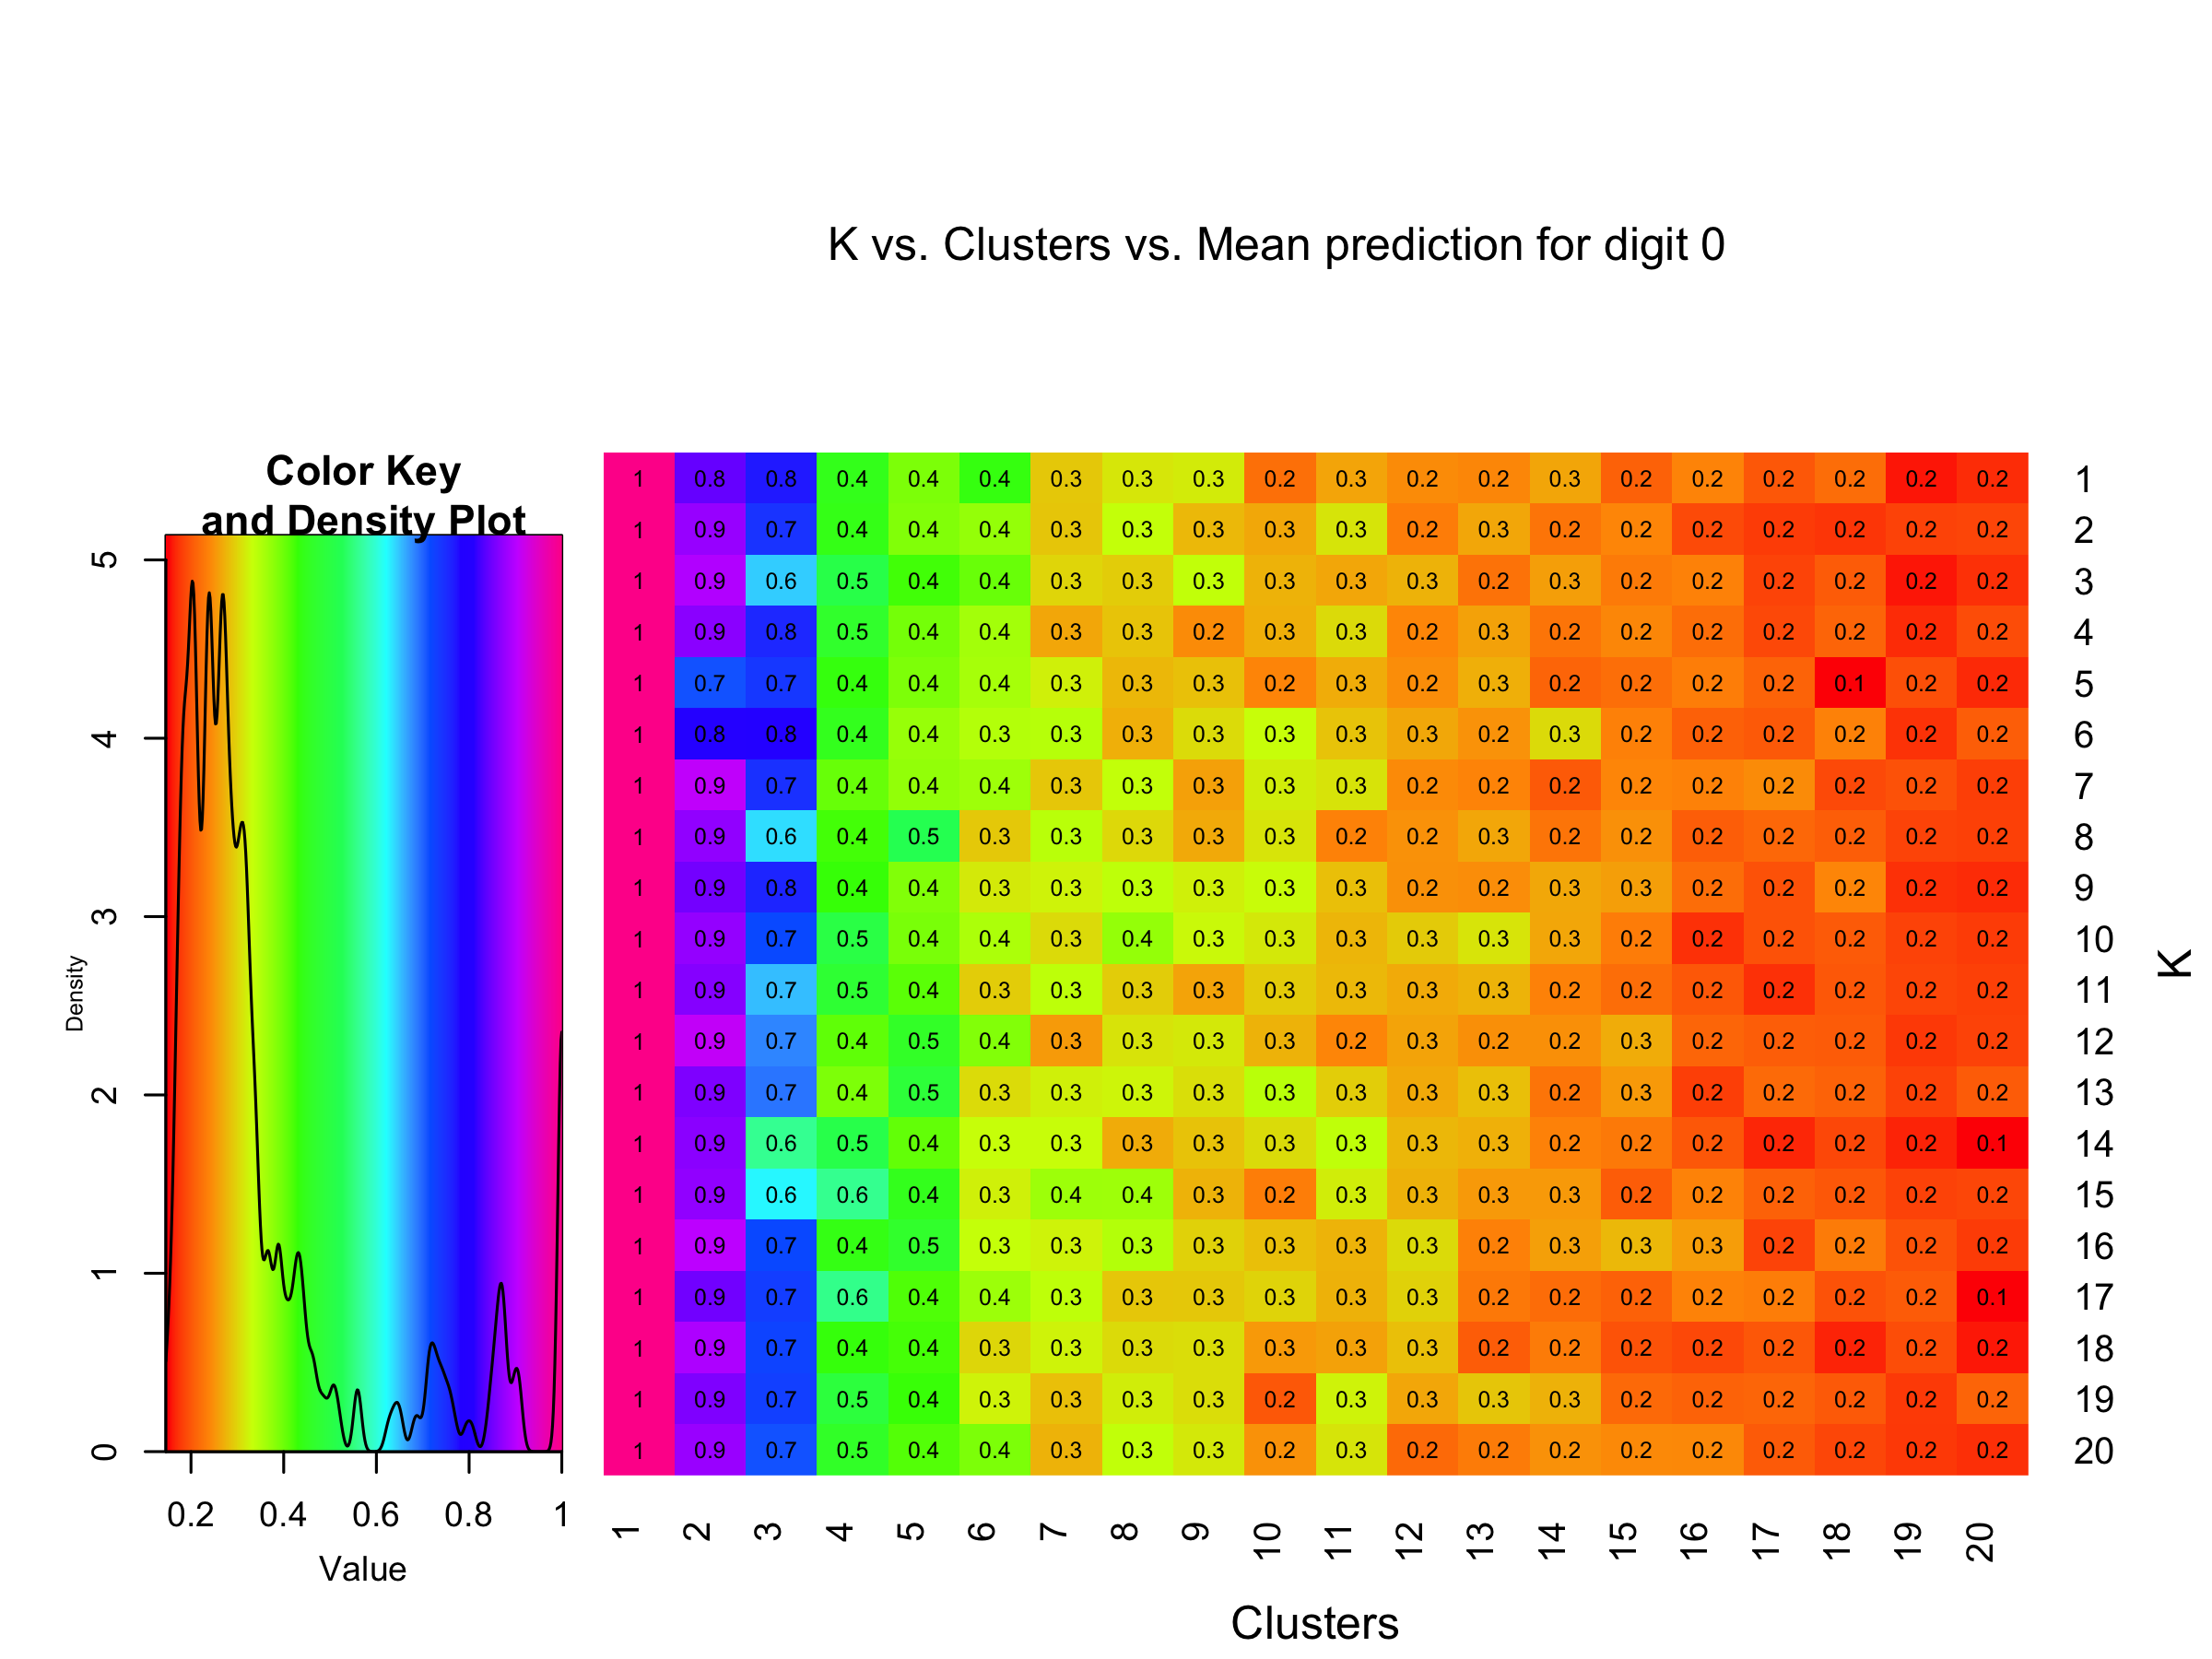 K vs. Clusters vs. Mean prediction for digit 0
Color Key
and Density Plot
5
4
3
2
1
0
Density
0.2 0.4 0.6 0.8 1
Value
1 0.8 0.8 0.4 0.4 0.4 0.3 0.3 0.3 0.2 0.3 0.2 0.2 0.3 0.2 0.2 0.2 0.2 0.2 0.2 1
1 0.9 0.7 0.4 0.4 0.4 0.3 0.3 0.3 0.3 0.3 0.2 0.3 0.2 0.2 0.2 0.2 0.2 0.2 0.2 2
1 0.9 0.6 0.5 0.4 0.4 0.3 0.3 0.3 0.3 0.3 0.3 0.2 0.3 0.2 0.2 0.2 0.2 0.2 0.2 3
1 0.9 0.8 0.5 0.4 0.4 0.3 0.3 0.2 0.3 0.3 0.2 0.3 0.2 0.2 0.2 0.2 0.2 0.2 0.2 4
1 0.7 0.7 0.4 0.4 0.4 0.3 0.3 0.3 0.2 0.3 0.2 0.3 0.2 0.2 0.2 0.2 0.1 0.2 0.2 5
1 0.8 0.8 0.4 0.4 0.3 0.3 0.3 0.3 0.3 0.3 0.3 0.2 0.3 0.2 0.2 0.2 0.2 0.2 0.2 6
1 0.9 0.7 0.4 0.4 0.4 0.3 0.3 0.3 0.3 0.3 0.2 0.2 0.2 0.2 0.2 0.2 0.2 0.2 0.2 7
1 0.9 0.6 0.4 0.5 0.3 0.3 0.3 0.3 0.3 0.2 0.2 0.3 0.2 0.2 0.2 0.2 0.2 0.2 0.2 8
1 0.9 0.8 0.4 0.4 0.3 0.3 0.3 0.3 0.3 0.3 0.2 0.2 0.3 0.3 0.2 0.2 0.2 0.2 0.2 9
1 0.9 0.7 0.5 0.4 0.4 0.3 0.4 0.3 0.3 0.3 0.3 0.3 0.3 0.2 0.2 0.2 0.2 0.2 0.2 10
1 0.9 0.7 0.5 0.4 0.3 0.3 0.3 0.3 0.3 0.3 0.3 0.3 0.2 0.2 0.2 0.2 0.2 0.2 0.2 11
1 0.9 0.7 0.4 0.5 0.4 0.3 0.3 0.3 0.3 0.2 0.3 0.2 0.2 0.3 0.2 0.2 0.2 0.2 0.2 12
1 0.9 0.7 0.4 0.5 0.3 0.3 0.3 0.3 0.3 0.3 0.3 0.3 0.2 0.3 0.2 0.2 0.2 0.2 0.2 13
1 0.9 0.6 0.5 0.4 0.3 0.3 0.3 0.3 0.3 0.3 0.3 0.3 0.2 0.2 0.2 0.2 0.2 0.2 0.1 14
1 0.9 0.6 0.6 0.4 0.3 0.4 0.4 0.3 0.2 0.3 0.3 0.3 0.3 0.2 0.2 0.2 0.2 0.2 0.2 15
1 0.9 0.7 0.4 0.5 0.3 0.3 0.3 0.3 0.3 0.3 0.3 0.2 0.3 0.3 0.3 0.2 0.2 0.2 0.2 16
1 0.9 0.7 0.6 0.4 0.4 0.3 0.3 0.3 0.3 0.3 0.3 0.2 0.2 0.2 0.2 0.2 0.2 0.2 0.1 17
1 0.9 0.7 0.4 0.4 0.3 0.3 0.3 0.3 0.3 0.3 0.3 0.2 0.2 0.2 0.2 0.2 0.2 0.2 0.2 18
1 0.9 0.7 0.5 0.4 0.3 0.3 0.3 0.3 0.2 0.3 0.3 0.3 0.3 0.2 0.2 0.2 0.2 0.2 0.2 19
1 0.9 0.7 0.5 0.4 0.4 0.3 0.3 0.3 0.2 0.3 0.2 0.2 0.2 0.2 0.2 0.2 0.2 0.2 0.2 20
K
1 2 3 4 5 6 7 8 9 10 11 12 13 14 15 16 17 18 19 20
Clusters